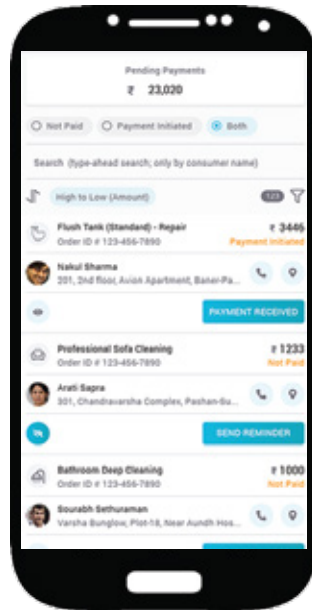 Pending Payments
₹ 23,020
Not Paid
Payment Initiated
Both
Search (type-ahead search; only by consumer name)
High to Low (Amount)
123
Flush Tank (Standard) - Repair
₹ 3446
Order ID # 123-456-7890
Payment Initiated
Nakul Sharma
201, 2nd floor, Avion Apartment, Baner-Pa...
PAYMENT RECEIVED
Professional Sofa Cleaning
₹ 1233
Order ID # 123-456-7890
Not Paid
Arati Sapra
301, Chandravarsha Complex, Pashan-Su...
SEND REMINDER
Bathroom Deep Cleaning
₹ 1000
Order ID # 123-456-7890
Not Paid
Sourabh Sethuraman
Varsha Bunglow, Plot-18, Near Aundh Hos...